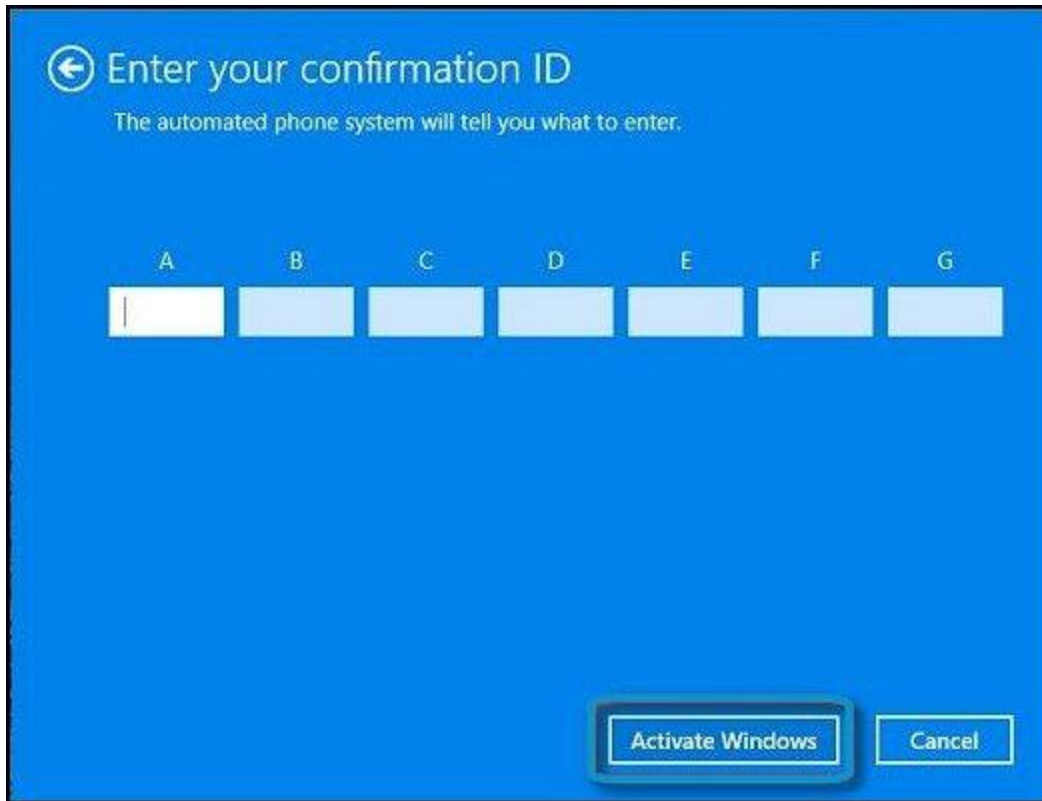 Enter your confirmation ID
The automated phone system will tell you what to enter.
A B C D E F G
Activate Windows Cancel